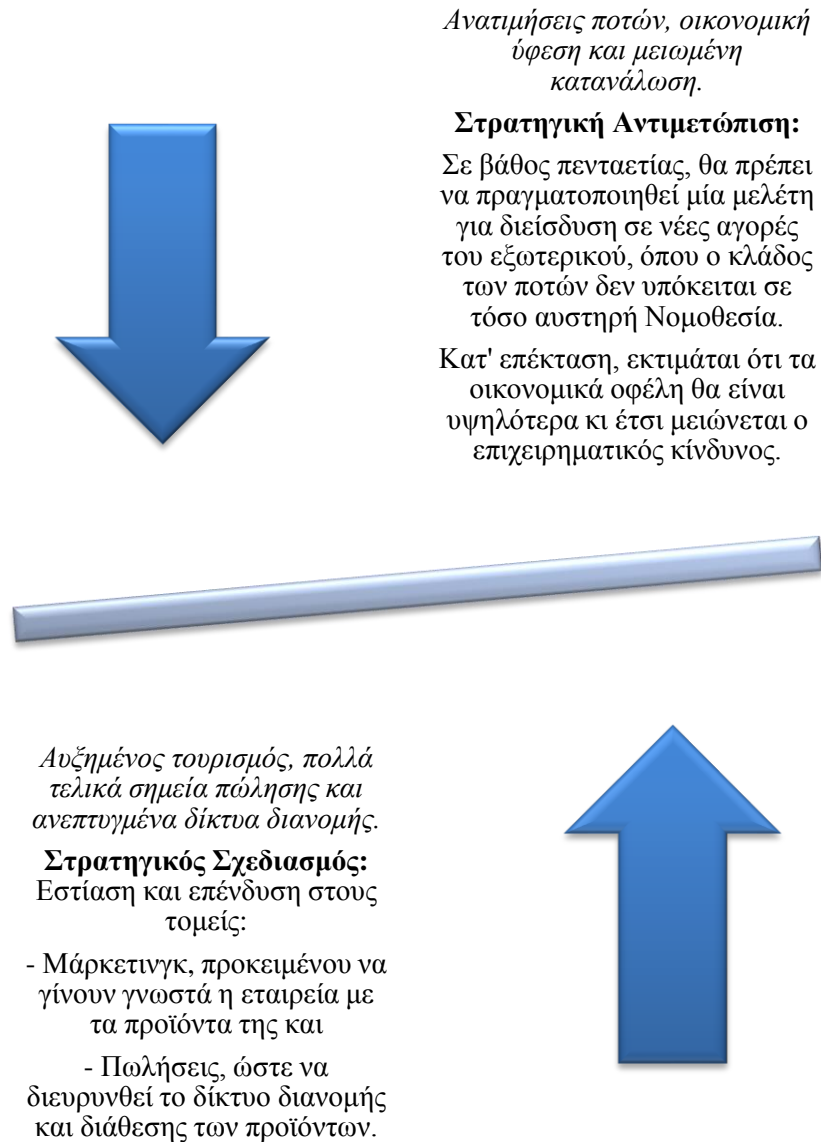 Ανατιμήσεις ποτών, οικονομική
ύφεση και μειωμένη
κατανάλωση.
Στρατηγική Αντιμετώπιση:
Σε βάθος πενταετίας, θα πρέπει
να πραγματοποιηθεί μία μελέτη
για διείσδυση σε νέες αγορές
του εξωτερικού, όπου ο κλάδος
των ποτών δεν υπόκειται σε
τόσο αυστηρή Νομοθεσία.
Κατ' επέκταση, εκτιμάται ότι τα
οικονομικά οφέλη θα είναι
υψηλότερα κι έτσι μειώνεται ο
επιχειρηματικός κίνδυνος.
Αυξημένος τουρισμός, πολλά
τελικά σημεία πώλησης και
ανεπτυγμένα δίκτυα διανομής.
Στρατηγικός Σχεδιασμός:
Εστίαση και επένδυση στους
τομείς:
- Μάρκετινγκ, προκειμένου να
γίνουν γνωστά η εταιρεία με
τα προϊόντα της και
- Πωλήσεις, ώστε να
διευρυνθεί το δίκτυο διανομής
και διάθεσης των προϊόντων.